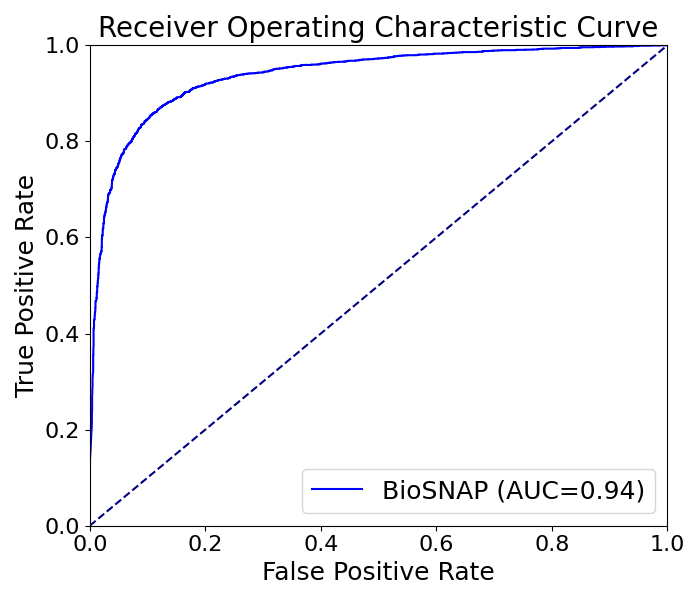 Receiver Operating Characteristic Curve
1.0
0.8
0.6
0.4
0.2
0.0
True Positive Rate
BioSNAP (AUC=0.94)
0.0 0.2 0.4 0.6 0.8 1.0
False Positive Rate